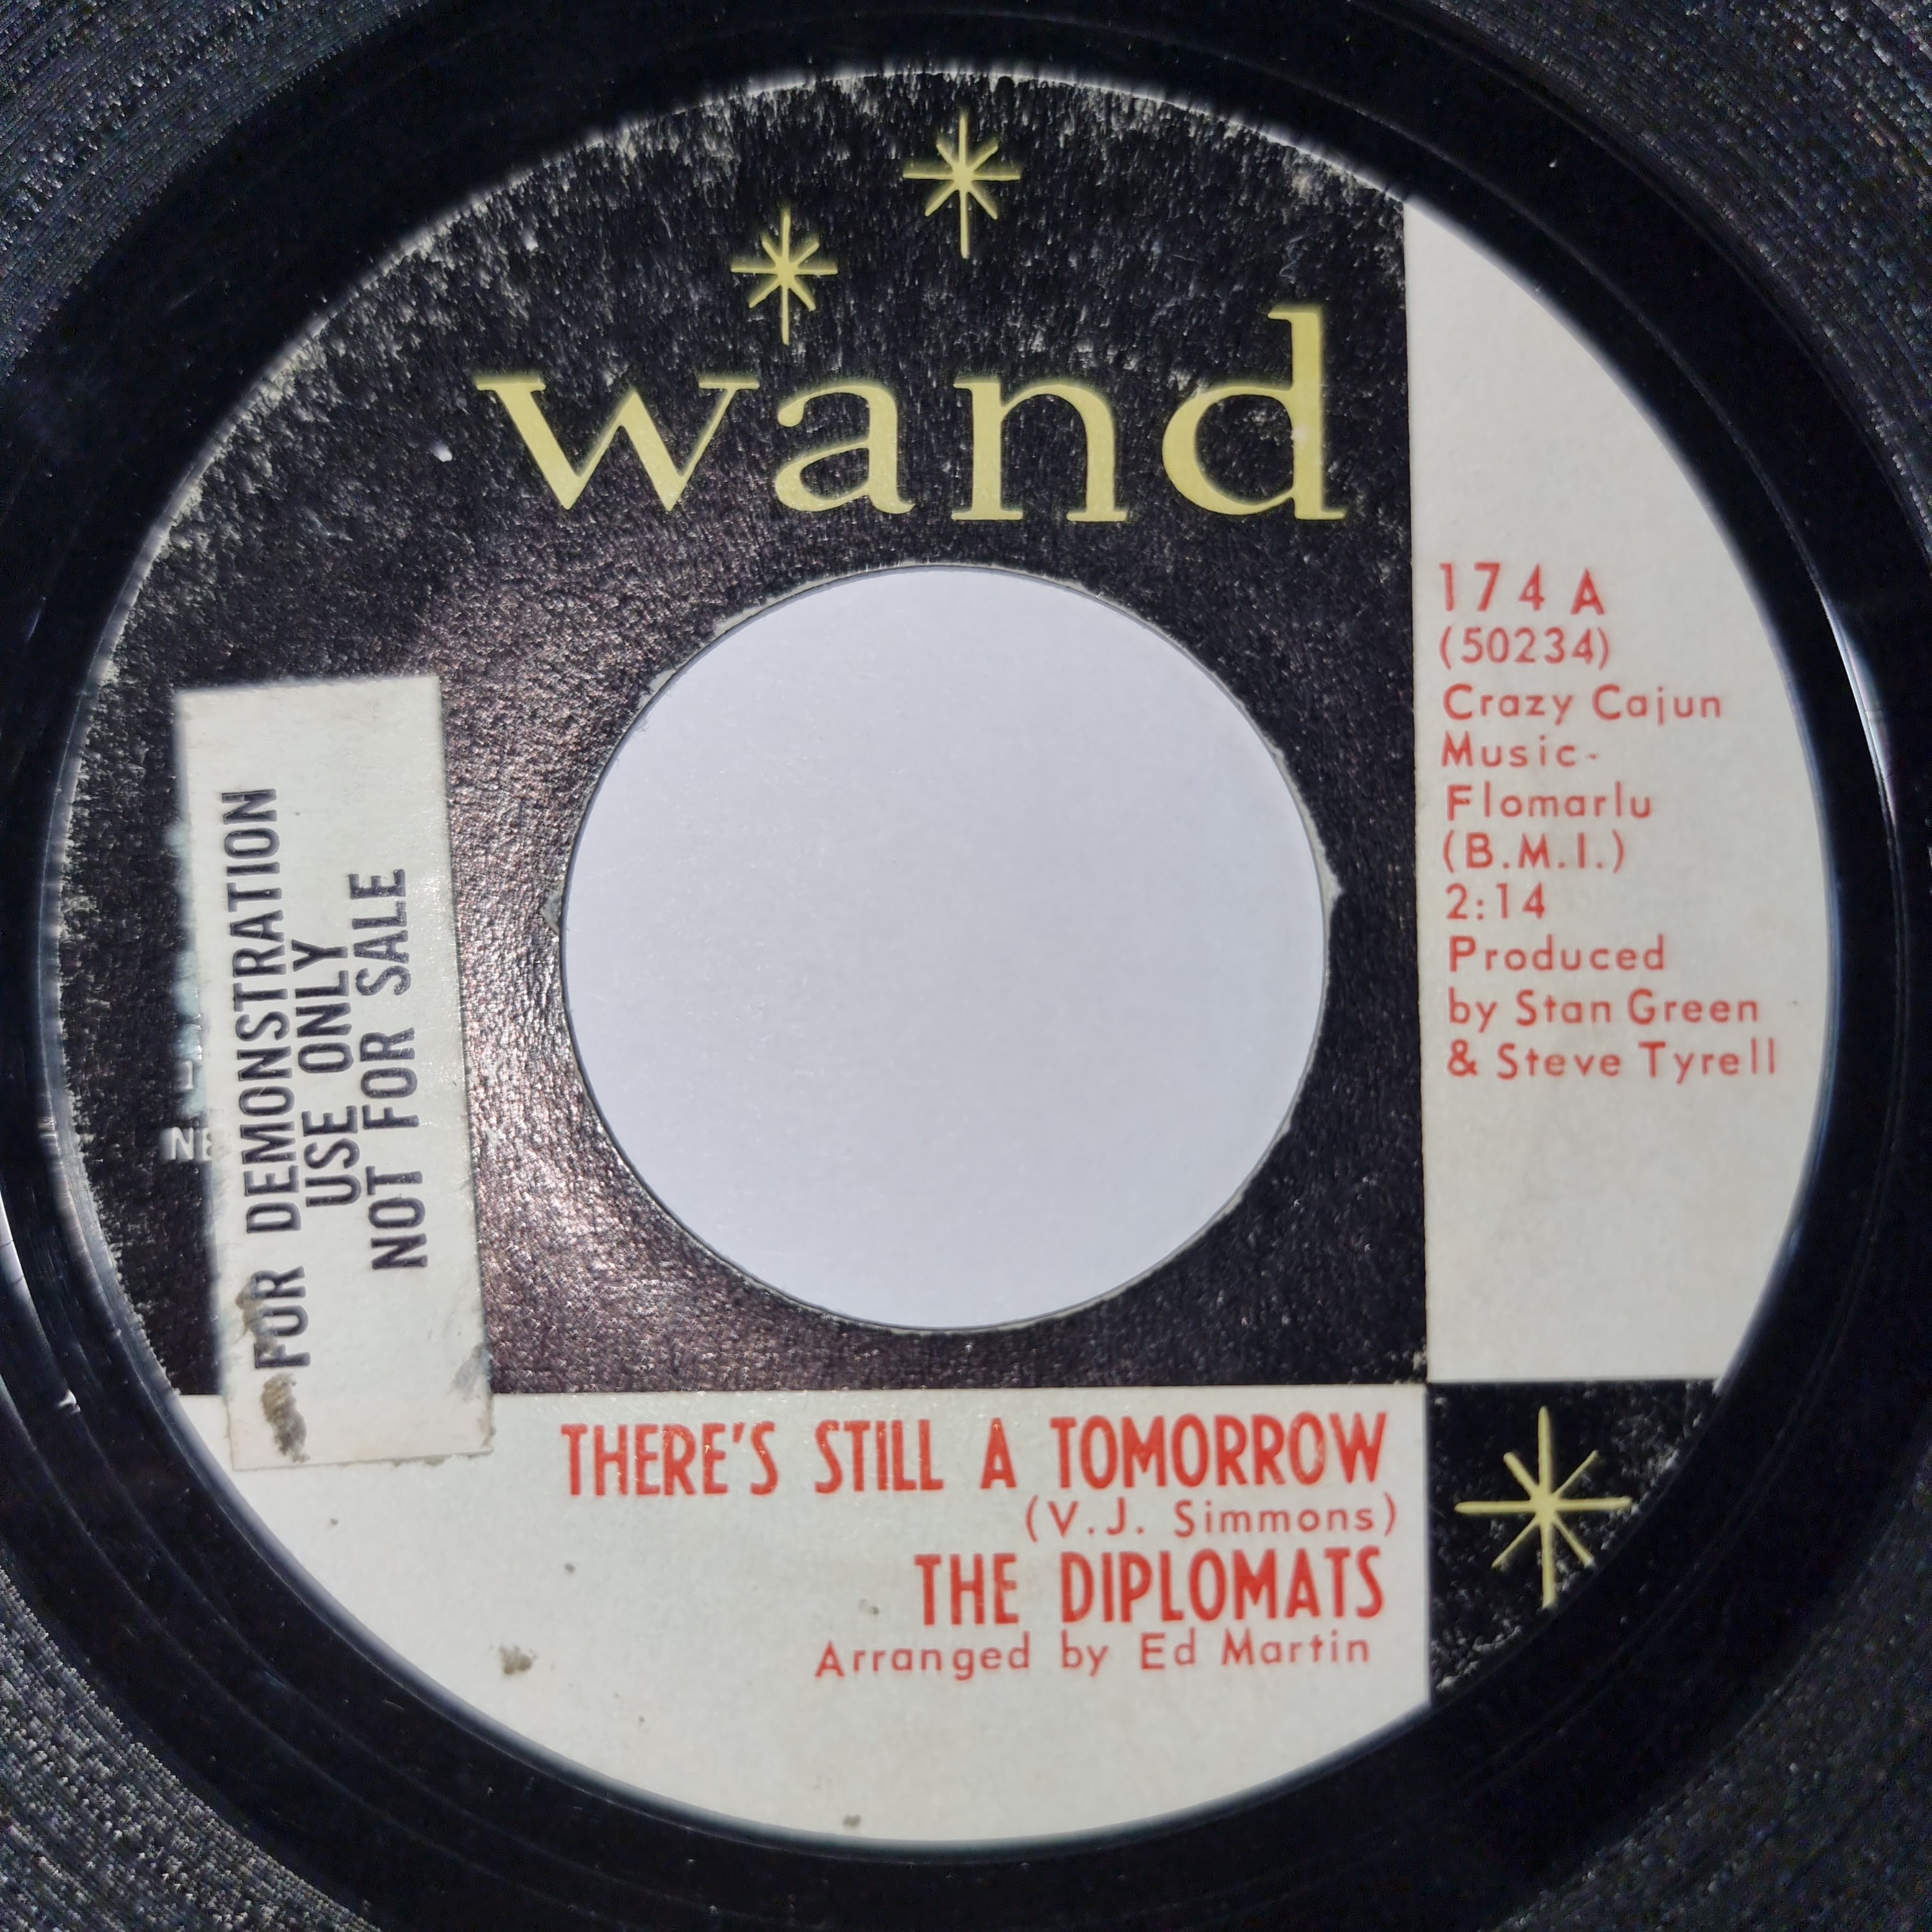 wand
174 A
(50234)
Crazy Cajun
Music-
Flomarlu
(B.M.I.)
2:14
Produced
by Stan Green
& Steve Tyrell
FOR DEMONSTRATION
USE ONLY
NOT FOR SALE
THERE'S STILL A TOMORROW
(V.J. Simmons)
THE DIPLOMATS
Arranged by Ed Martin